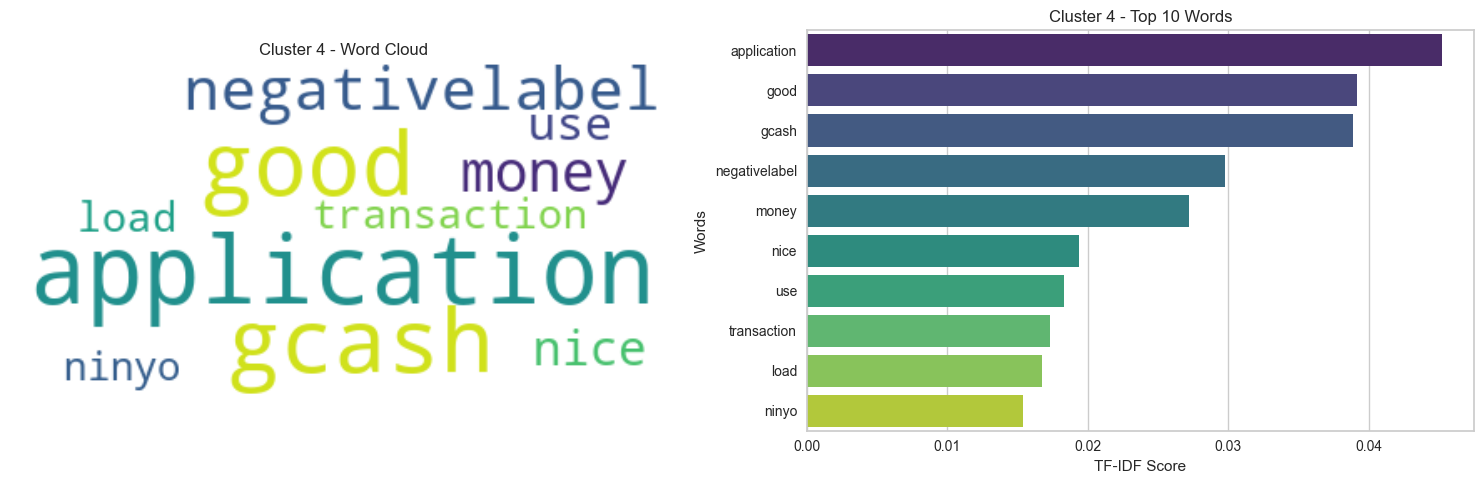 Cluster 4 - Word Cloud
negativelabel
use
good
money
load
transaction
application
gcash
nice
ninyo
Cluster 4 - Top 10 Words
Words
application
good
gcash
negativelabel
money
nice
use
transaction
load
ninyo
0.00 0.01 0.02 0.03 0.04
TF-IDF Score